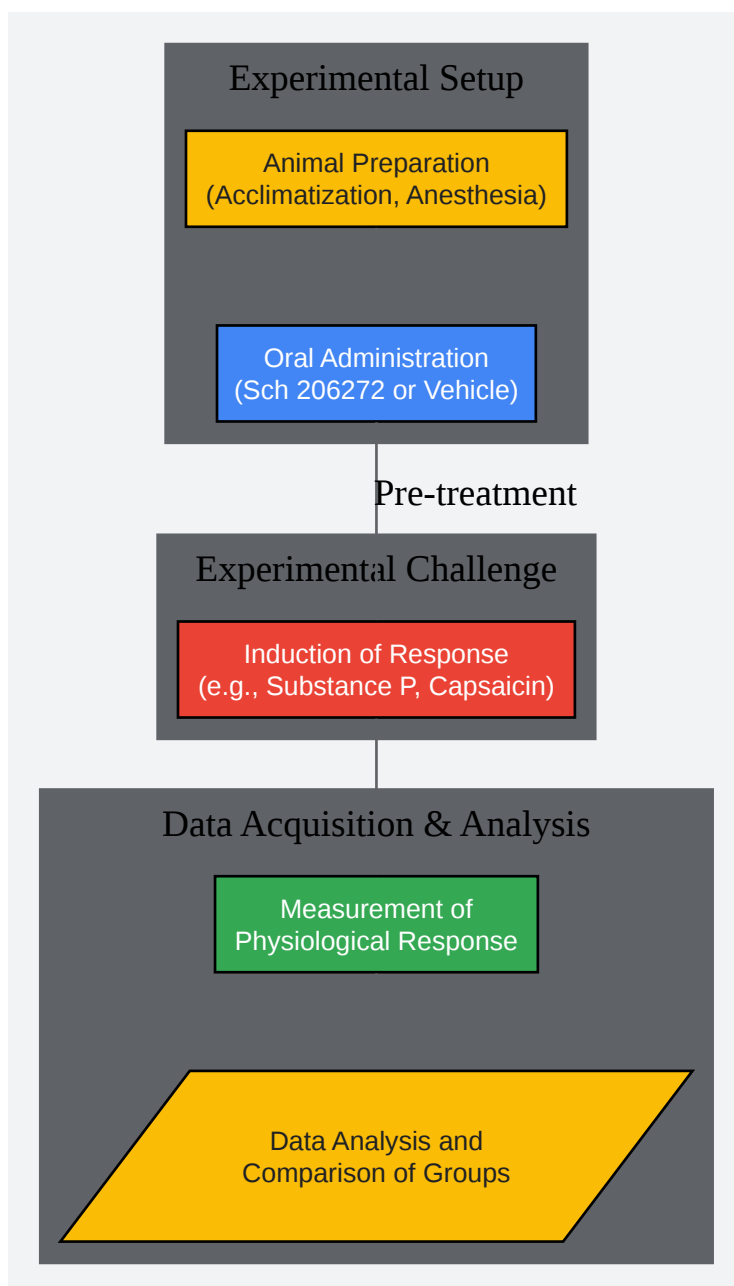 Experimental Setup
Animal Preparation
(Acclimatization, Anesthesia)
Oral Administration
(Sch 206272 or Vehicle)
Pre-treatment
Experimental Challenge
Induction of Response
(e.g., Substance P, Capsaicin)
Data Acquisition & Analysis
Measurement of
Physiological Response
Data Analysis and
Comparison of Groups